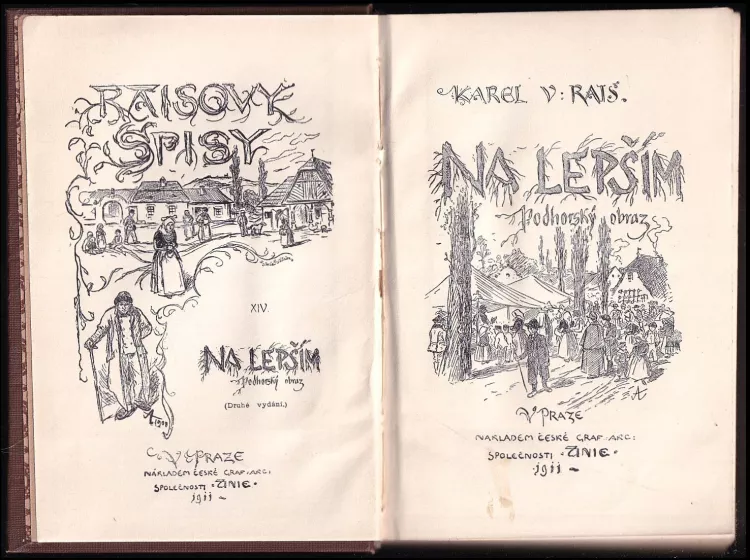 RAISOVY
SPISY
XIV.
NA LEPŠÍM
Podhorský obraz
(Druhé vydání.)
V PRAZE
NÁKLADEM ČESKÉ GRAF. AKC:
SPOLEČNOSTI „UNIE“
1911
KAREL V: RAIS.
NA LEPŠÍM
Podhorský obraz
V PRAZE
NÁKLADEM ČESKÉ GRAF. AKC:
SPOLEČNOSTI „UNIE“
1911